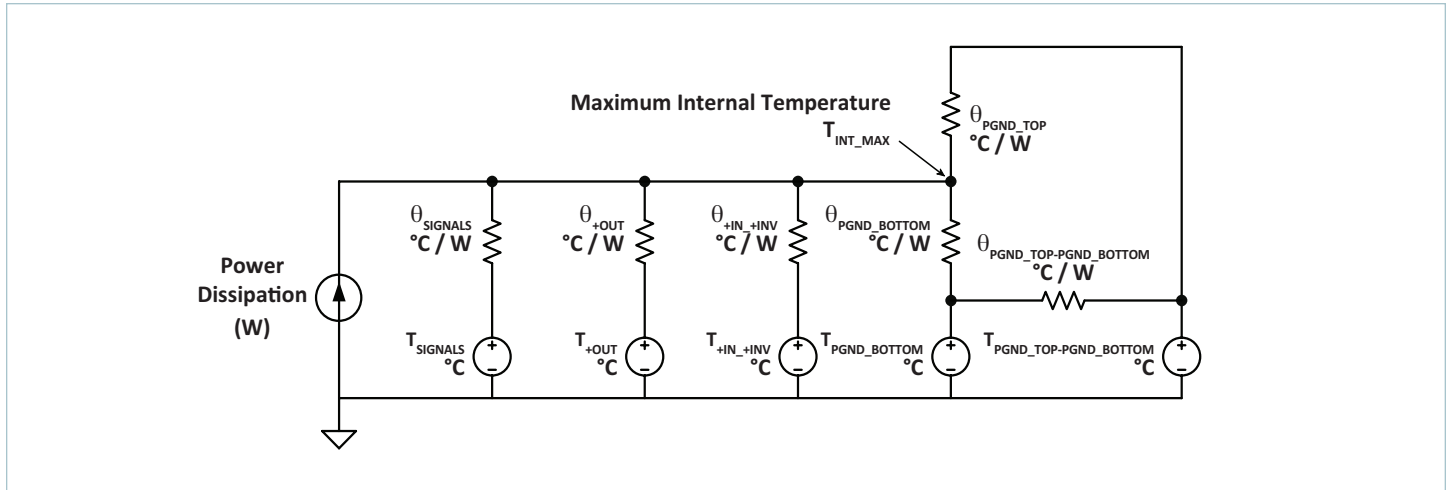 Maximum Internal Temperature
T_INT_MAX
θ_PGND_TOP
°C / W
θ_SIGNALS
°C / W
θ_+OUT
°C / W
θ_+IN_+INV
°C / W
θ_PGND_BOTTOM
°C / W
θ_PGND_TOP-PGND_BOTTOM
°C / W
Power
Dissipation
(W)
T_SIGNALS
°C
T_+OUT
°C
T_+IN_+INV
°C
T_PGND_BOTTOM
°C
T_PGND_TOP-PGND_BOTTOM
°C
+
–
+
–
+
–
+
–
+
–